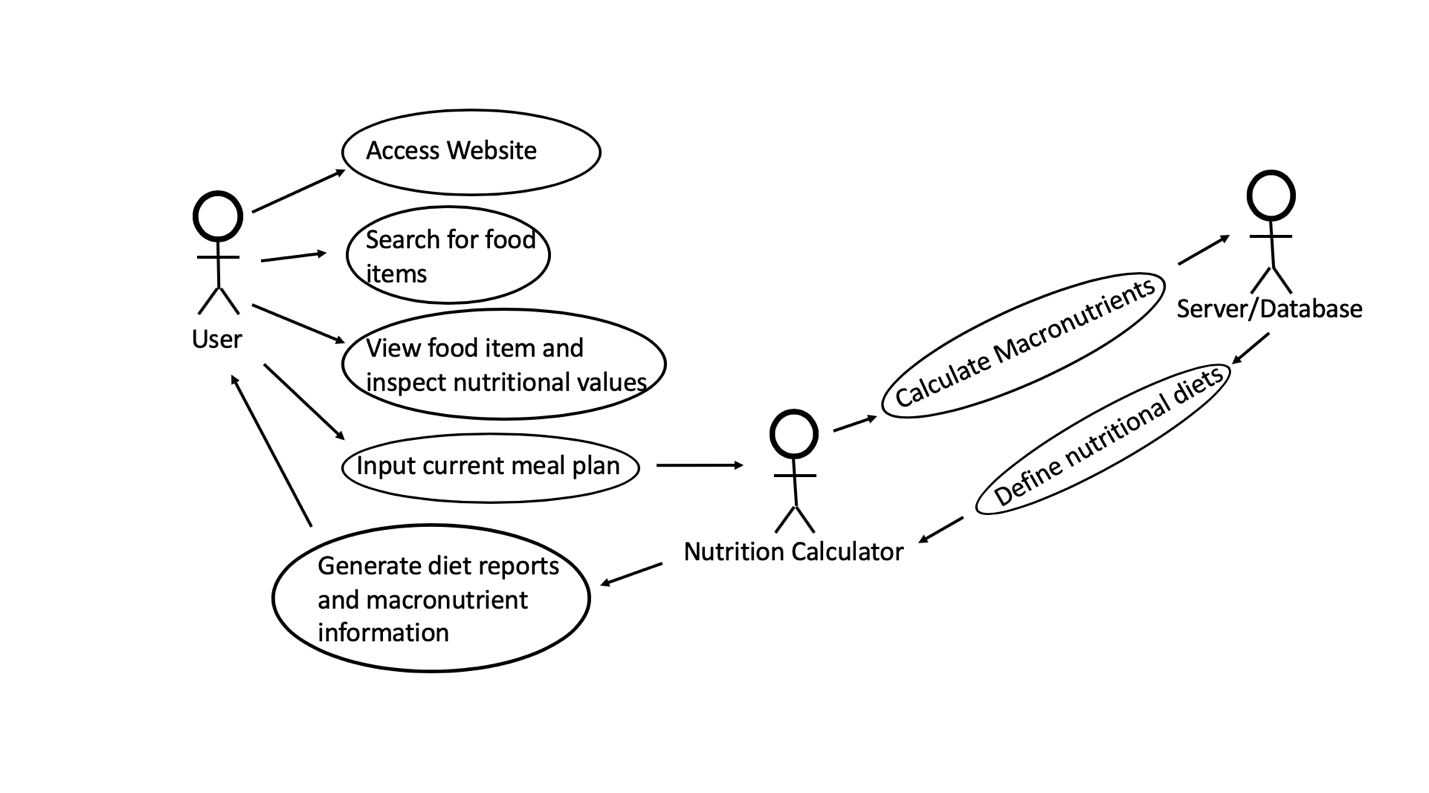 Access Website
Search for food
items
User
View food item and
inspect nutritional values
Input current meal plan
Generate diet reports
and macronutrient
information
Nutrition Calculator
Calculate Macronutrients
Server/Database
Define nutritional diets